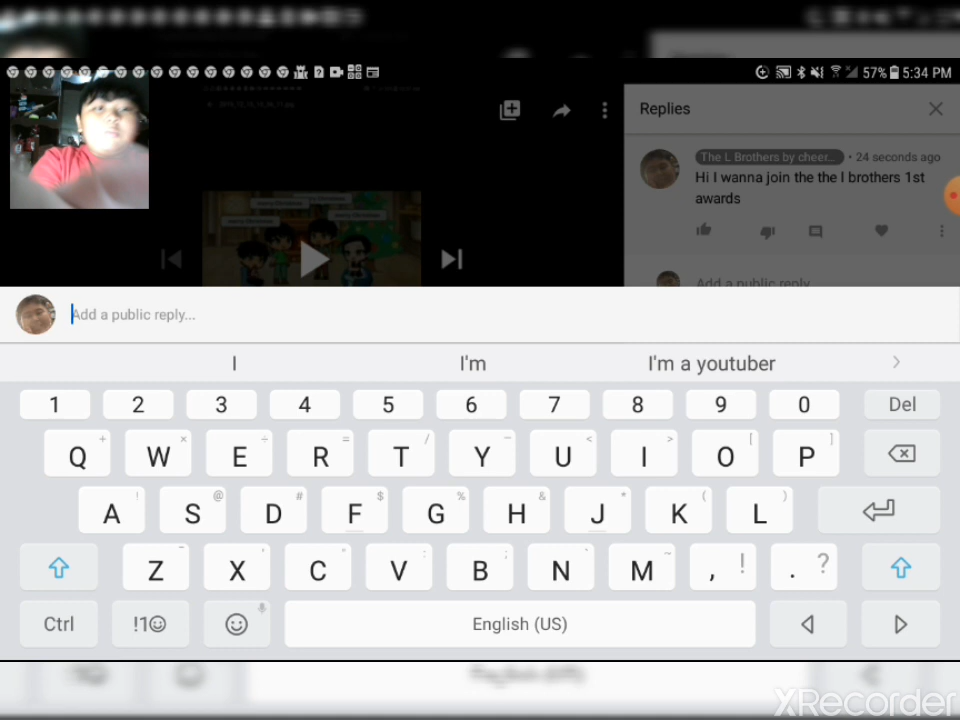 57% 5:34 PM
Replies
The L Brothers by cheer... • 24 seconds ago
Hi I wanna join the the l brothers 1st
awards
Add a public reply
Add a public reply...
I I'm I'm a youtuber
1 2 3 4 5 6 7 8 9 0 Del
Q + W × E ÷ R = T / Y _ U < I > O [ P ]
A ! S @ D # F $ G % H & J * K ( L )
Z - X ' C " V : B ; N ` M ~ , ! . ?
Ctrl !1☺ English (US)
English (US)
XRecorder